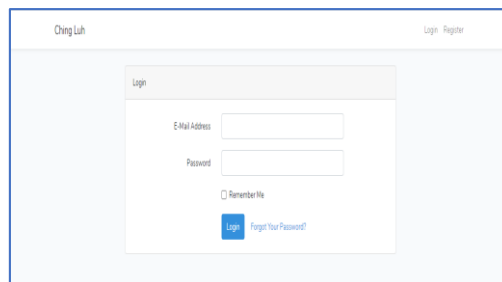 Ching Luh
Login Register
Login
E-Mail Address
Password
Remember Me
Login Forgot Your Password?